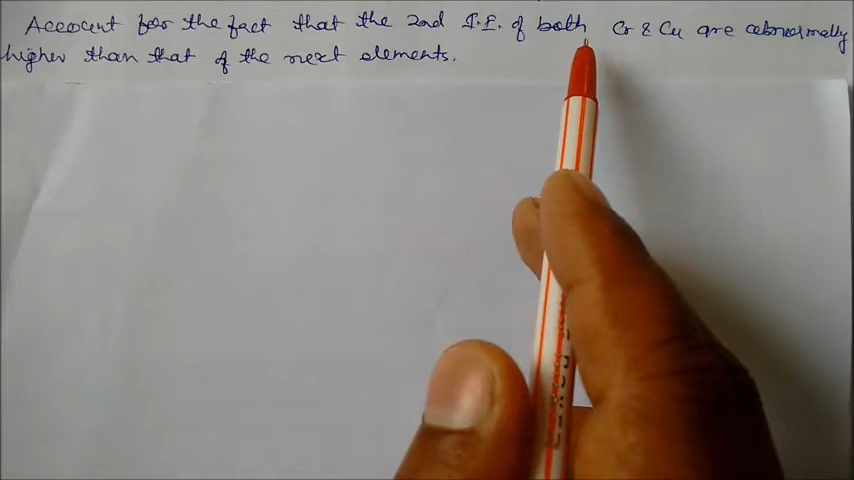 Account for the fact that the 2nd I.E. of both Cr & Cu are abnormally
higher than that of the next elements.